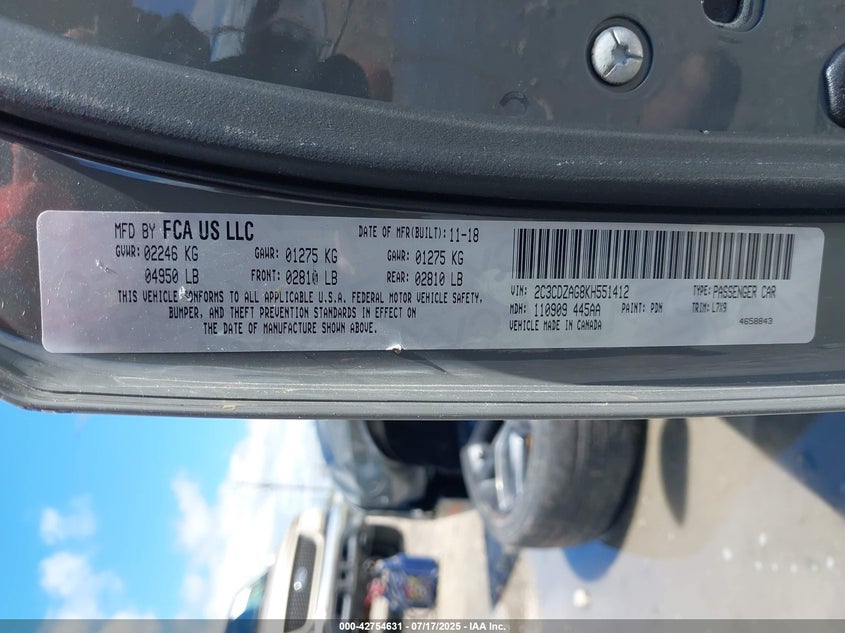 MFD BY FCA US LLC DATE OF MFR(BUILT): 11-18
GVWR: 02246 KG GAWR: 01275 KG GAWR: 01275 KG
04950 LB FRONT: 02810 LB REAR: 02810 LB
THIS VEHICLE CONFORMS TO ALL APPLICABLE U.S.A. FEDERAL MOTOR VEHICLE SAFETY,
BUMPER, AND THEFT PREVENTION STANDARDS IN EFFECT ON
THE DATE OF MANUFACTURE SHOWN ABOVE.
VIN: 2C3CDZAG8KH551412 TYPE: PASSENGER CAR
MDH: 110909 445AA PAINT: PDN TRIM: L7X9
VEHICLE MADE IN CANADA 4658843
000-42754631 - 07/17/2025 - IAA Inc.